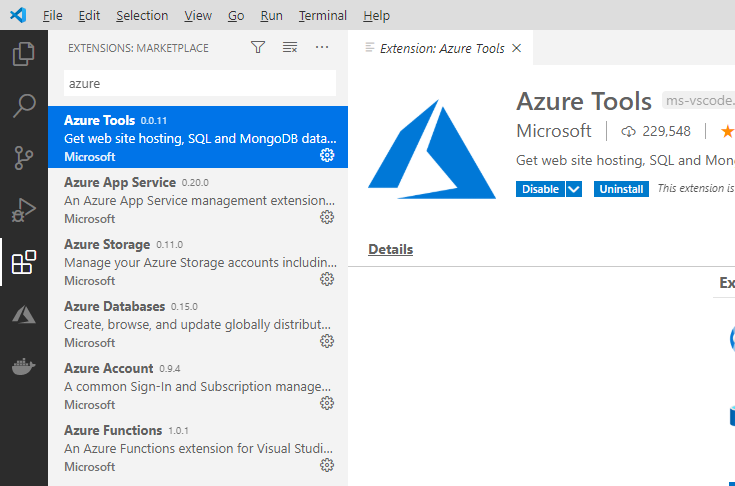 File Edit Selection View Go Run Terminal Help
EXTENSIONS: MARKETPLACE
azure
Azure Tools 0.0.11
Get web site hosting, SQL and MongoDB data...
Microsoft
Azure App Service 0.20.0
An Azure App Service management extension...
Microsoft
Azure Storage 0.11.0
Manage your Azure Storage accounts includin...
Microsoft
Azure Databases 0.15.0
Create, browse, and update globally distribut...
Microsoft
Azure Account 0.9.4
A common Sign-In and Subscription manage...
Microsoft
Azure Functions 1.0.1
An Azure Functions extension for Visual Studi...
Microsoft
Extension: Azure Tools
Azure Tools ms-vscode.
Microsoft 229,548
Get web site hosting, SQL and Mon
Disable Uninstall This extension is
Details
Ex